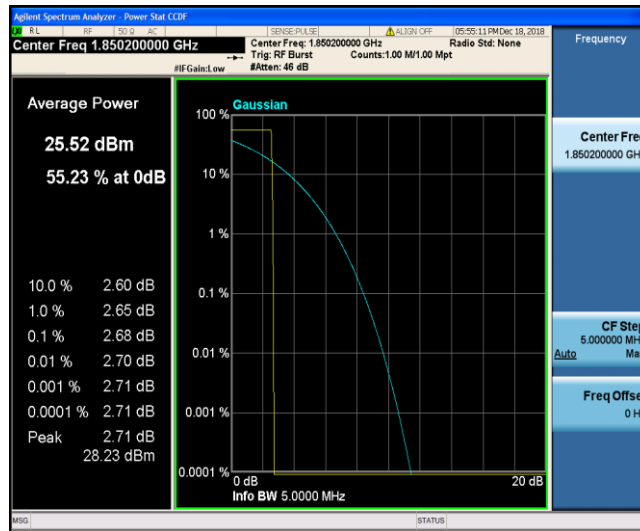 Agilent Spectrum Analyzer - Power Stat CCDF
RL RF 50 Ω AC SENSE:PULSE ALIGN OFF 05:55:11 PM Dec 18, 2018
Center Freq 1.850200000 GHz
Center Freq: 1.850200000 GHz Radio Std: None
Trig: RF Burst Counts:1.00 M/1.00 Mpt
#IFGain:Low #Atten: 46 dB
Frequency
Average Power
25.52 dBm
55.23 % at 0dB
10.0 % 2.60 dB
1.0 % 2.65 dB
0.1 % 2.68 dB
0.01 % 2.70 dB
0.001 % 2.71 dB
0.0001 % 2.71 dB
Peak 2.71 dB
28.23 dBm
Gaussian
100 %
10 %
1 %
0.1 %
0.01 %
0.001 %
0.0001 %
0 dB 20 dB
Info BW 5.0000 MHz
Center Fre
1.850200000 GH
CF Step
5.000000 MH
Auto Ma
Freq Offse
0 H
MSG STATUS